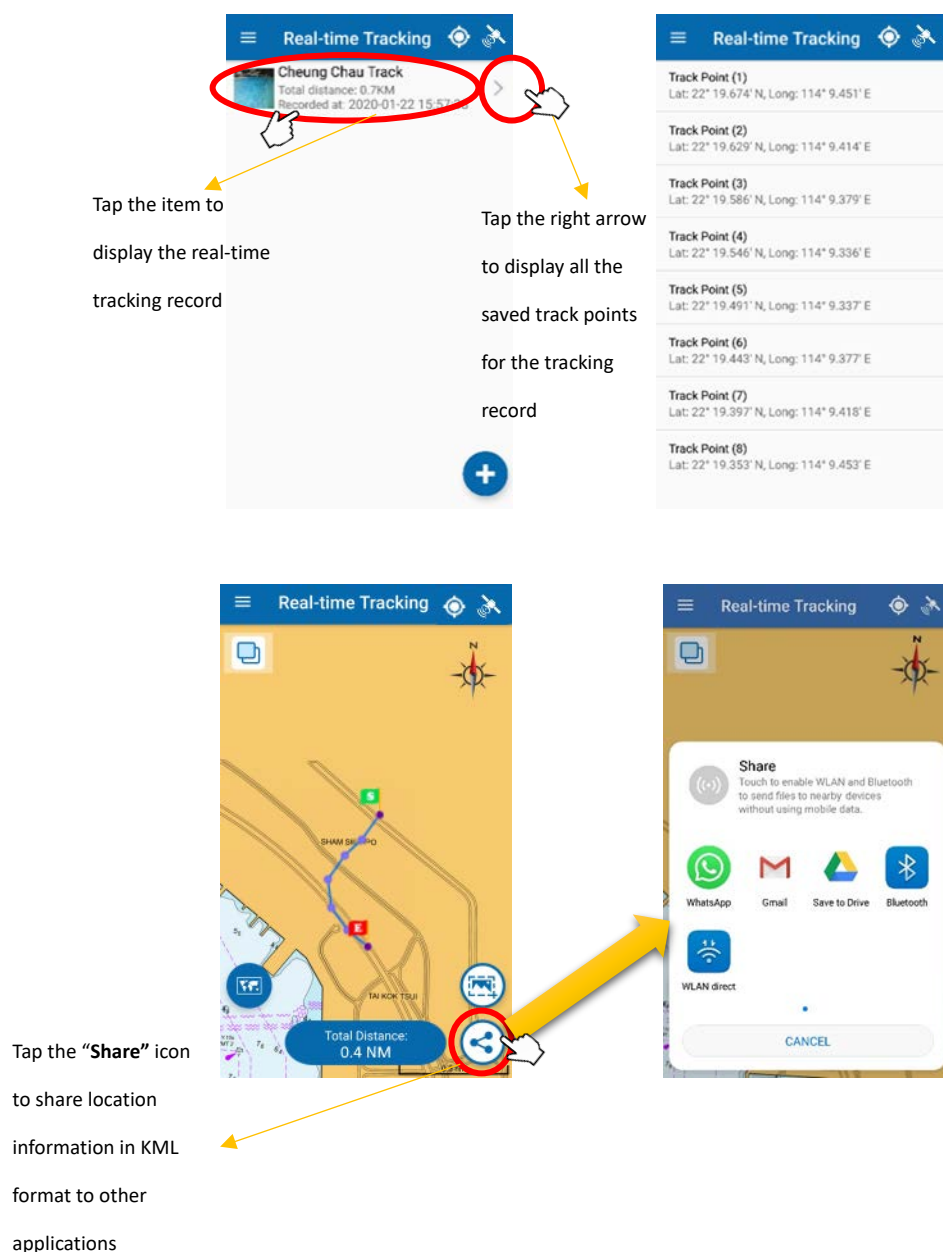 Real-time Tracking
Cheung Chau Track
Total distance: 0.7KM
Recorded at: 2020-01-22 15:57:
Tap the item to
display the real-time
tracking record
Tap the right arrow
to display all the
saved track points
for the tracking
record
Real-time Tracking
Track Point (1)
Lat: 22° 19.674' N, Long: 114° 9.451' E
Track Point (2)
Lat: 22° 19.629' N, Long: 114° 9.414' E
Track Point (3)
Lat: 22° 19.586' N, Long: 114° 9.379' E
Track Point (4)
Lat: 22° 19.546' N, Long: 114° 9.336' E
Track Point (5)
Lat: 22° 19.491' N, Long: 114° 9.337' E
Track Point (6)
Lat: 22° 19.443' N, Long: 114° 9.377' E
Track Point (7)
Lat: 22° 19.397' N, Long: 114° 9.418' E
Track Point (8)
Lat: 22° 19.353' N, Long: 114° 9.453' E
Real-time Tracking
N
S
SHAM SHUI PO
E
TAI KOK TSUI
Total Distance:
0.4 NM
Tap the “Share” icon
to share location
information in KML
format to other
applications
Real-time Tracking
N
Share
Touch to enable WLAN and Bluetooth
to send files to nearby devices
without using mobile data.
WhatsApp
Gmail
Save to Drive
Bluetooth
WLAN direct
CANCEL